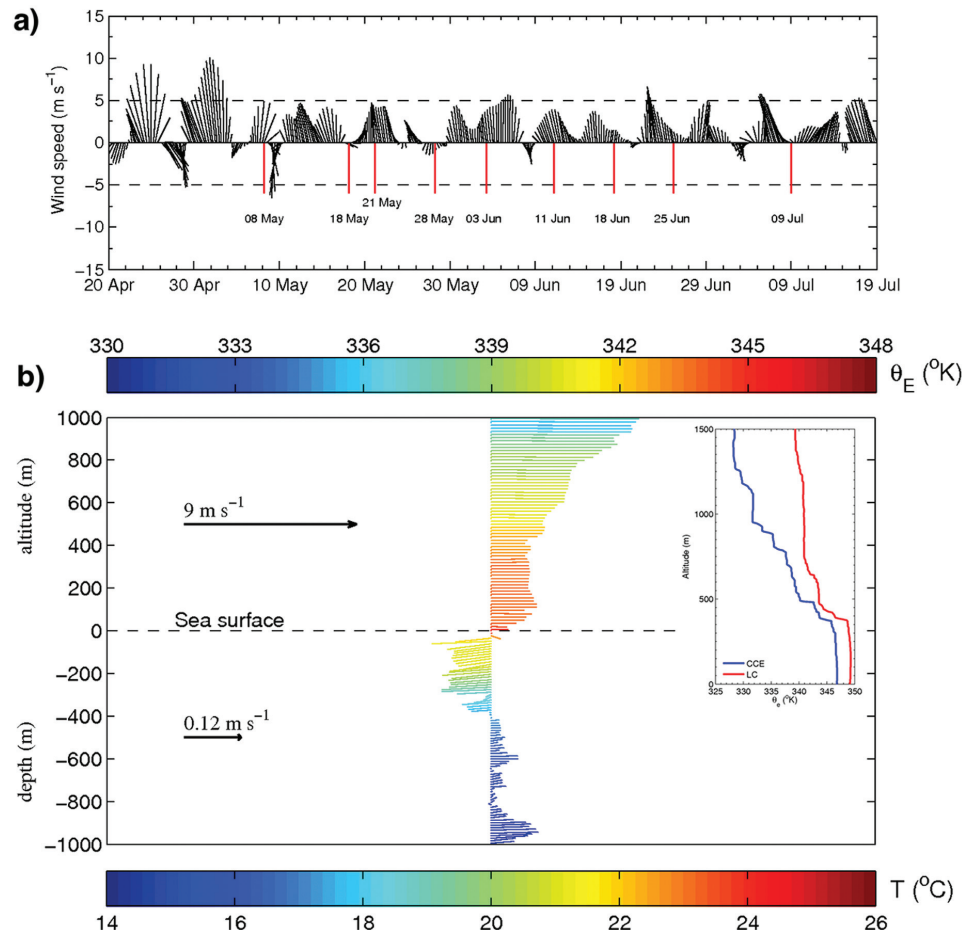 a)
Wind speed (m s⁻¹)
15
10
5
0
−5
−10
−15
08 May
18 May
21 May
28 May
03 Jun
11 Jun
18 Jun
25 Jun
09 Jul
20 Apr 30 Apr 10 May 20 May 30 May 09 Jun 19 Jun 29 Jun 09 Jul 19 Jul
330 333 336 339 342 345 348
θ_E (°K)
b)
altitude (m)
depth (m)
1000
800
600
400
200
0
−200
−400
−600
−800
−1000
9 m s⁻¹
Sea surface
0.12 m s⁻¹
Altitude (m)
1500
1000
500
0
CCE
LC
325 330 335 340 345 350
θ_e (°K)
14 16 18 20 22 24 26
T (°C)